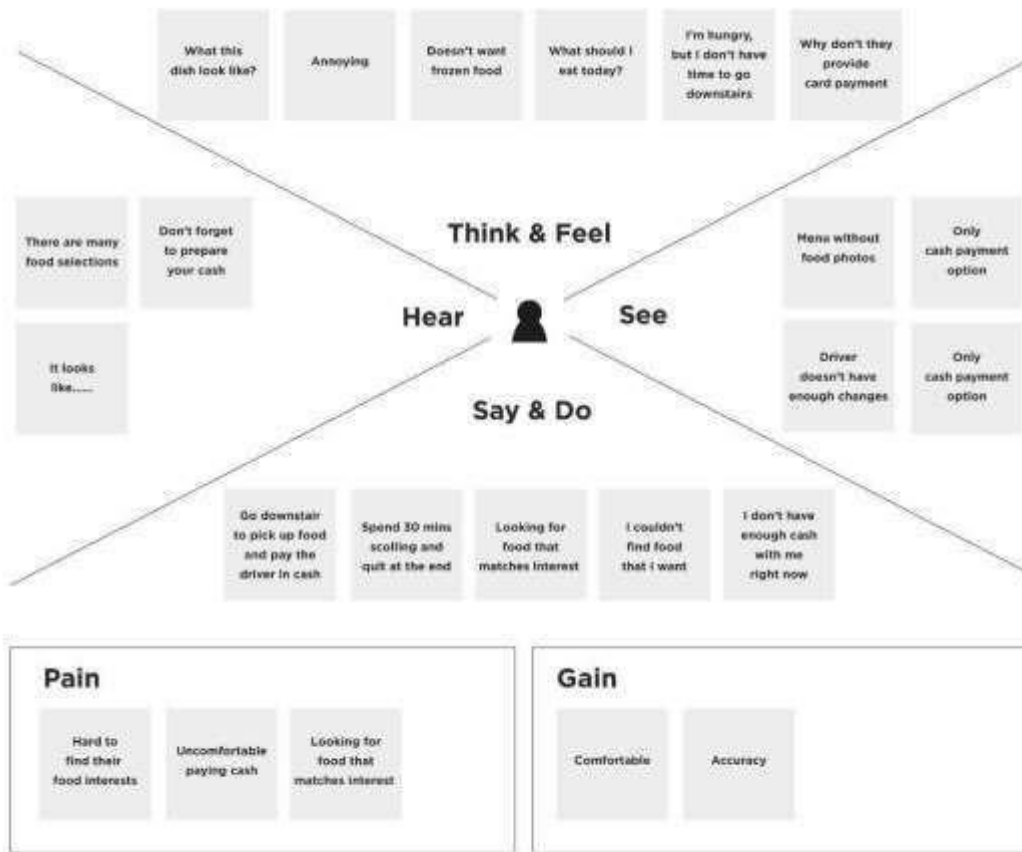 What this
dish look like?
Annoying
Doesn't want
frozen food
What should I
eat today?
I'm hungry,
but I don't have
time to go
downstairs
Why don't they
provide
card payment
Think & Feel
There are many
food selections
Don't forget
to prepare
your cash
It looks
like.....
Hear
See
Menu without
food photos
Only
cash payment
option
Driver
doesn't have
enough changes
Only
cash payment
option
Say & Do
Go downstair
to pick up food
and pay the
driver in cash
Spend 30 mins
scolling and
quit at the end
Looking for
food that
matches interest
I couldn't
find food
that i want
I don't have
enough cash
with me
right now
Pain
Hard to
find their
food interests
Uncomfortable
paying cash
Looking for
food that
matches interest
Gain
Comfortable
Accuracy